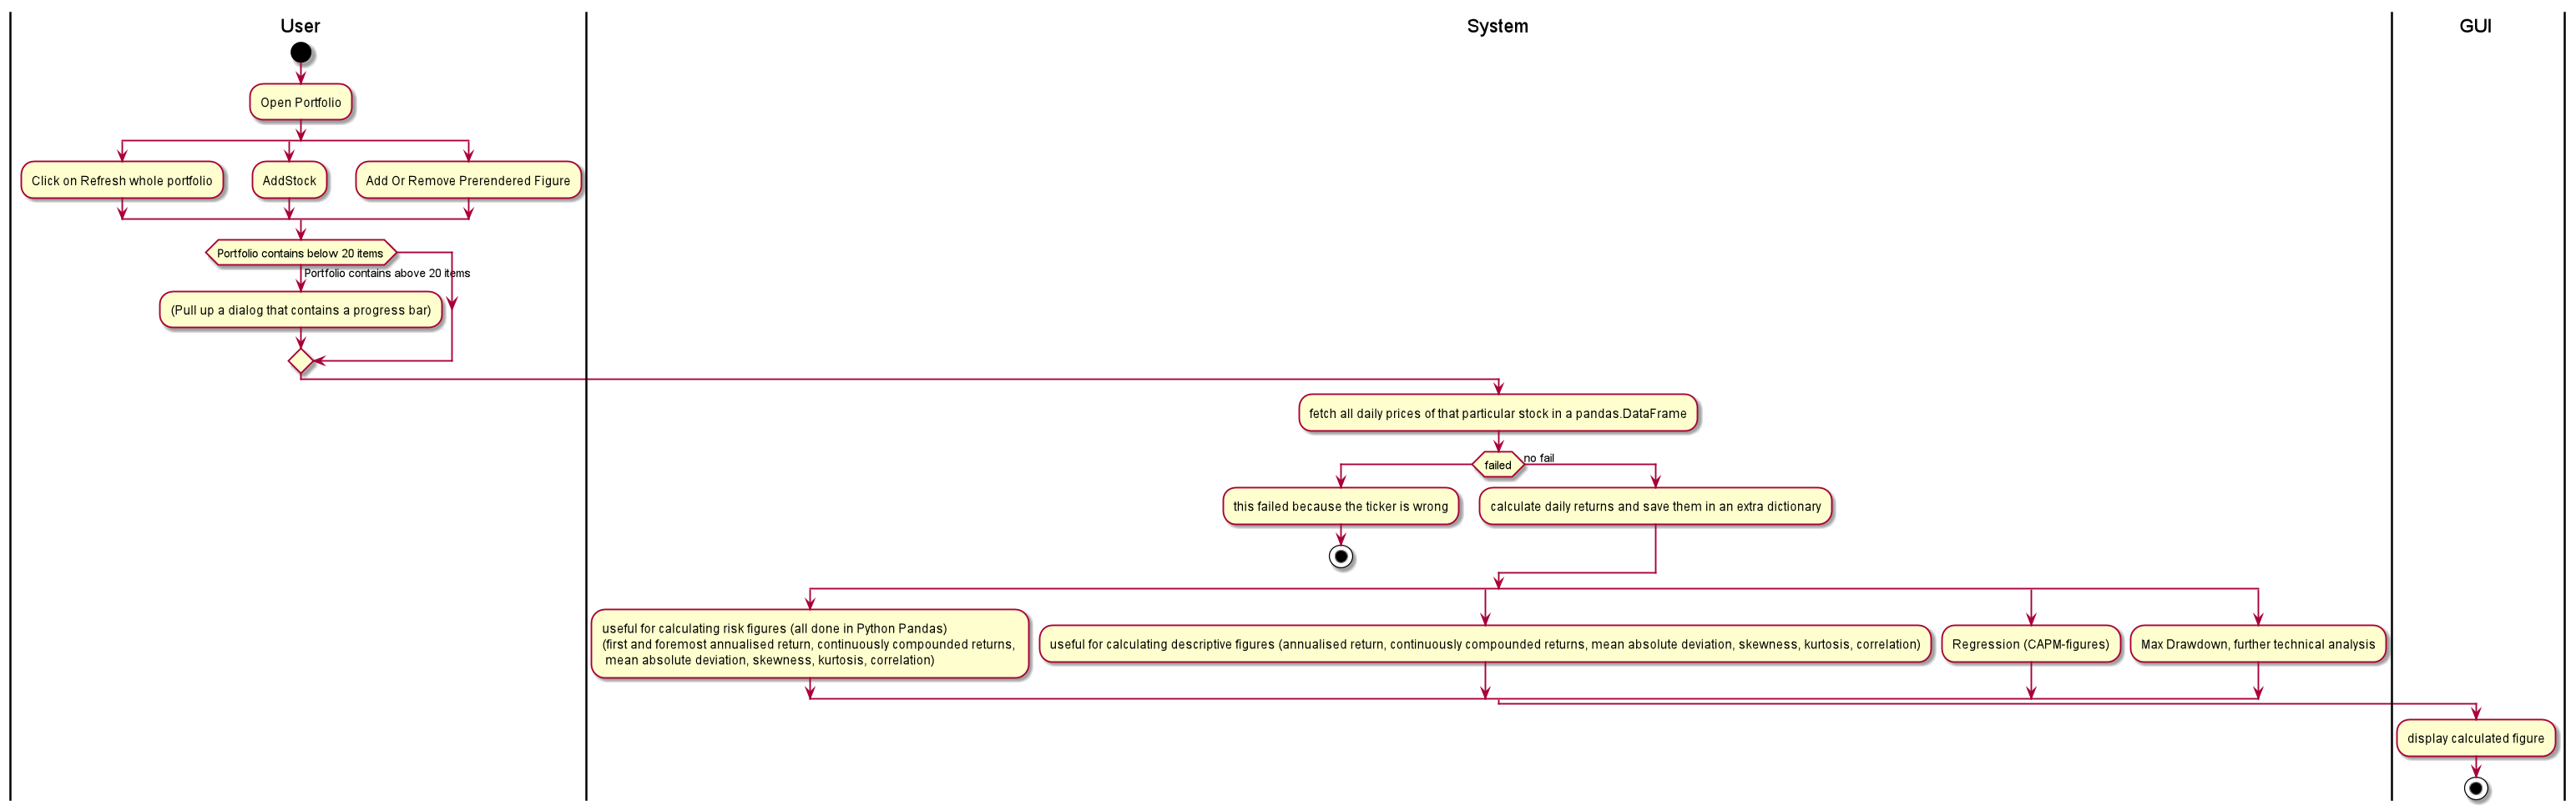 User
System
GUI
Open Portfolio
Click on Refresh whole portfolio
AddStock
Add Or Remove Prerendered Figure
Portfolio contains below 20 items
Portfolio contains above 20 items
(Pull up a dialog that contains a progress bar)
fetch all daily prices of that particular stock in a pandas.DataFrame
failed
no fail
this failed because the ticker is wrong
calculate daily returns and save them in an extra dictionary
useful for calculating risk figures (all done in Python Pandas)
(first and foremost annualised return, continuously compounded returns,
mean absolute deviation, skewness, kurtosis, correlation)
useful for calculating descriptive figures (annualised return, continuously compounded returns, mean absolute deviation, skewness, kurtosis, correlation)
Regression (CAPM-figures)
Max Drawdown, further technical analysis
display calculated figure